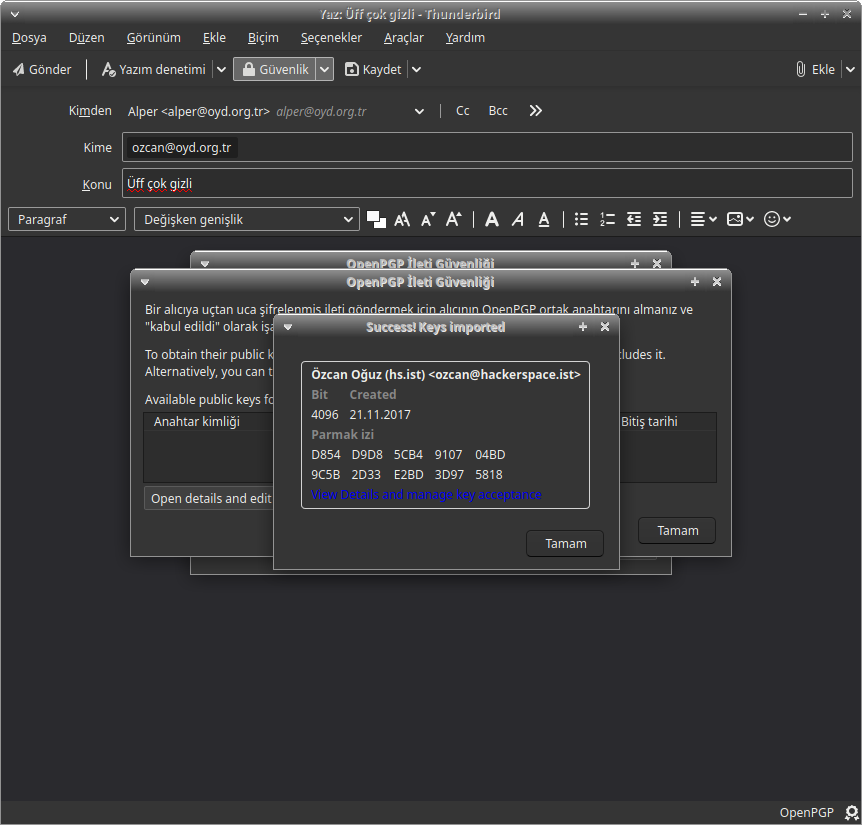 Yaz: Üff çok gizli - Thunderbird
Dosya Düzen Görünüm Ekle Biçim Seçenekler Araçlar Yardım
Gönder Yazım denetimi Güvenlik Kaydet Ekle
Kimden Alper <alper@oyd.org.tr> alper@oyd.org.tr Cc Bcc
Kime ozcan@oyd.org.tr
Konu Üff çok gizli
Paragraf Değişken genişlik
OpenPGP İleti Güvenliği
OpenPGP İleti Güvenliği
Bir alıcıya uçtan uca şifrelenmiş ileti göndermek için alıcının OpenPGP ortak anahtarını almanız ve
"kabul edildi" olarak
To obtain their public
it.
Alternatively, you can
Available public keys
Anahtar kimliği Bitiş tarihi
Open details and edit
Tamam
Success! Keys imported
Özcan Oğuz (hs.ist) <ozcan@hackerspace.ist>
Bit Created
4096 21.11.2017
Parmak izi
D854 D9D8 5CB4 9107 04BD
9C5B 2D33 E2BD 3D97 5818
View Details and manage key acceptance
Tamam
OpenPGP